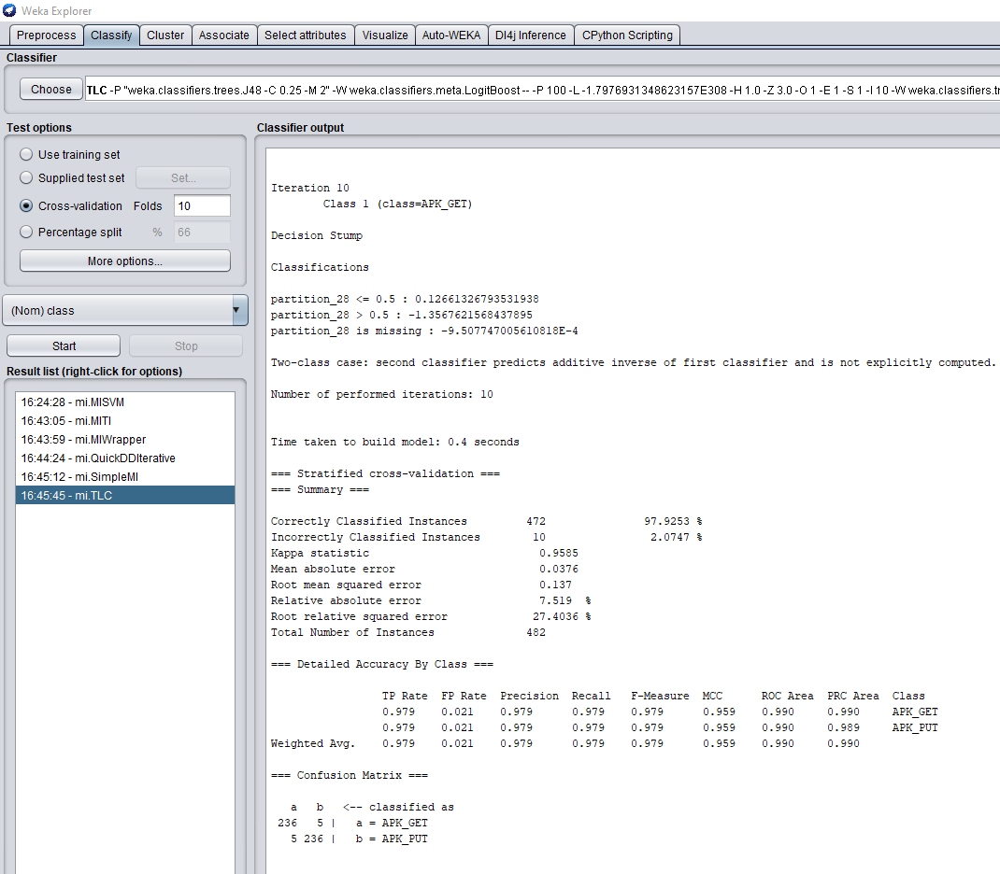 Weka Explorer
Preprocess Classify Cluster Associate Select attributes Visualize Auto-WEKA Dl4j Inference CPython Scripting
Classifier
Choose TLC -P "weka.classifiers.trees.J48 -C 0.25 -M 2" -W weka.classifiers.meta.LogitBoost -- -P 100 -L -1.7976931348623157E308 -H 1.0 -Z 3.0 -O 1 -E 1 -S 1 -I 10 -W weka.classifiers.tr
Test options
Use training set
Supplied test set Set...
Cross-validation Folds 10
Percentage split % 66
More options...
(Nom) class
Start Stop
Result list (right-click for options)
16:24:28 - mi.MISVM
16:43:05 - mi.MITI
16:43:59 - mi.MIWrapper
16:44:24 - mi.QuickDDIterative
16:45:12 - mi.SimpleMI
16:45:45 - mi.TLC
Classifier output
Iteration 10
Class 1 (class=APK_GET)
Decision Stump
Classifications
partition_28 <= 0.5 : 0.12661326793531938
partition_28 > 0.5 : -1.3567621568437895
partition_28 is missing : -9.507747005610818E-4
Two-class case: second classifier predicts additive inverse of first classifier and is not explicitly computed.
Number of performed iterations: 10
Time taken to build model: 0.4 seconds
=== Stratified cross-validation ===
=== Summary ===
Correctly Classified Instances 472 97.9253 %
Incorrectly Classified Instances 10 2.0747 %
Kappa statistic 0.9585
Mean absolute error 0.0376
Root mean squared error 0.137
Relative absolute error 7.519 %
Root relative squared error 27.4036 %
Total Number of Instances 482
=== Detailed Accuracy By Class ===
TP Rate FP Rate Precision Recall F-Measure MCC ROC Area PRC Area Class
0.979 0.021 0.979 0.979 0.979 0.959 0.990 0.990 APK_GET
0.979 0.021 0.979 0.979 0.979 0.959 0.990 0.989 APK_PUT
Weighted Avg. 0.979 0.021 0.979 0.979 0.979 0.959 0.990 0.990
=== Confusion Matrix ===
a b <-- classified as
236 5 | a = APK_GET
5 236 | b = APK_PUT